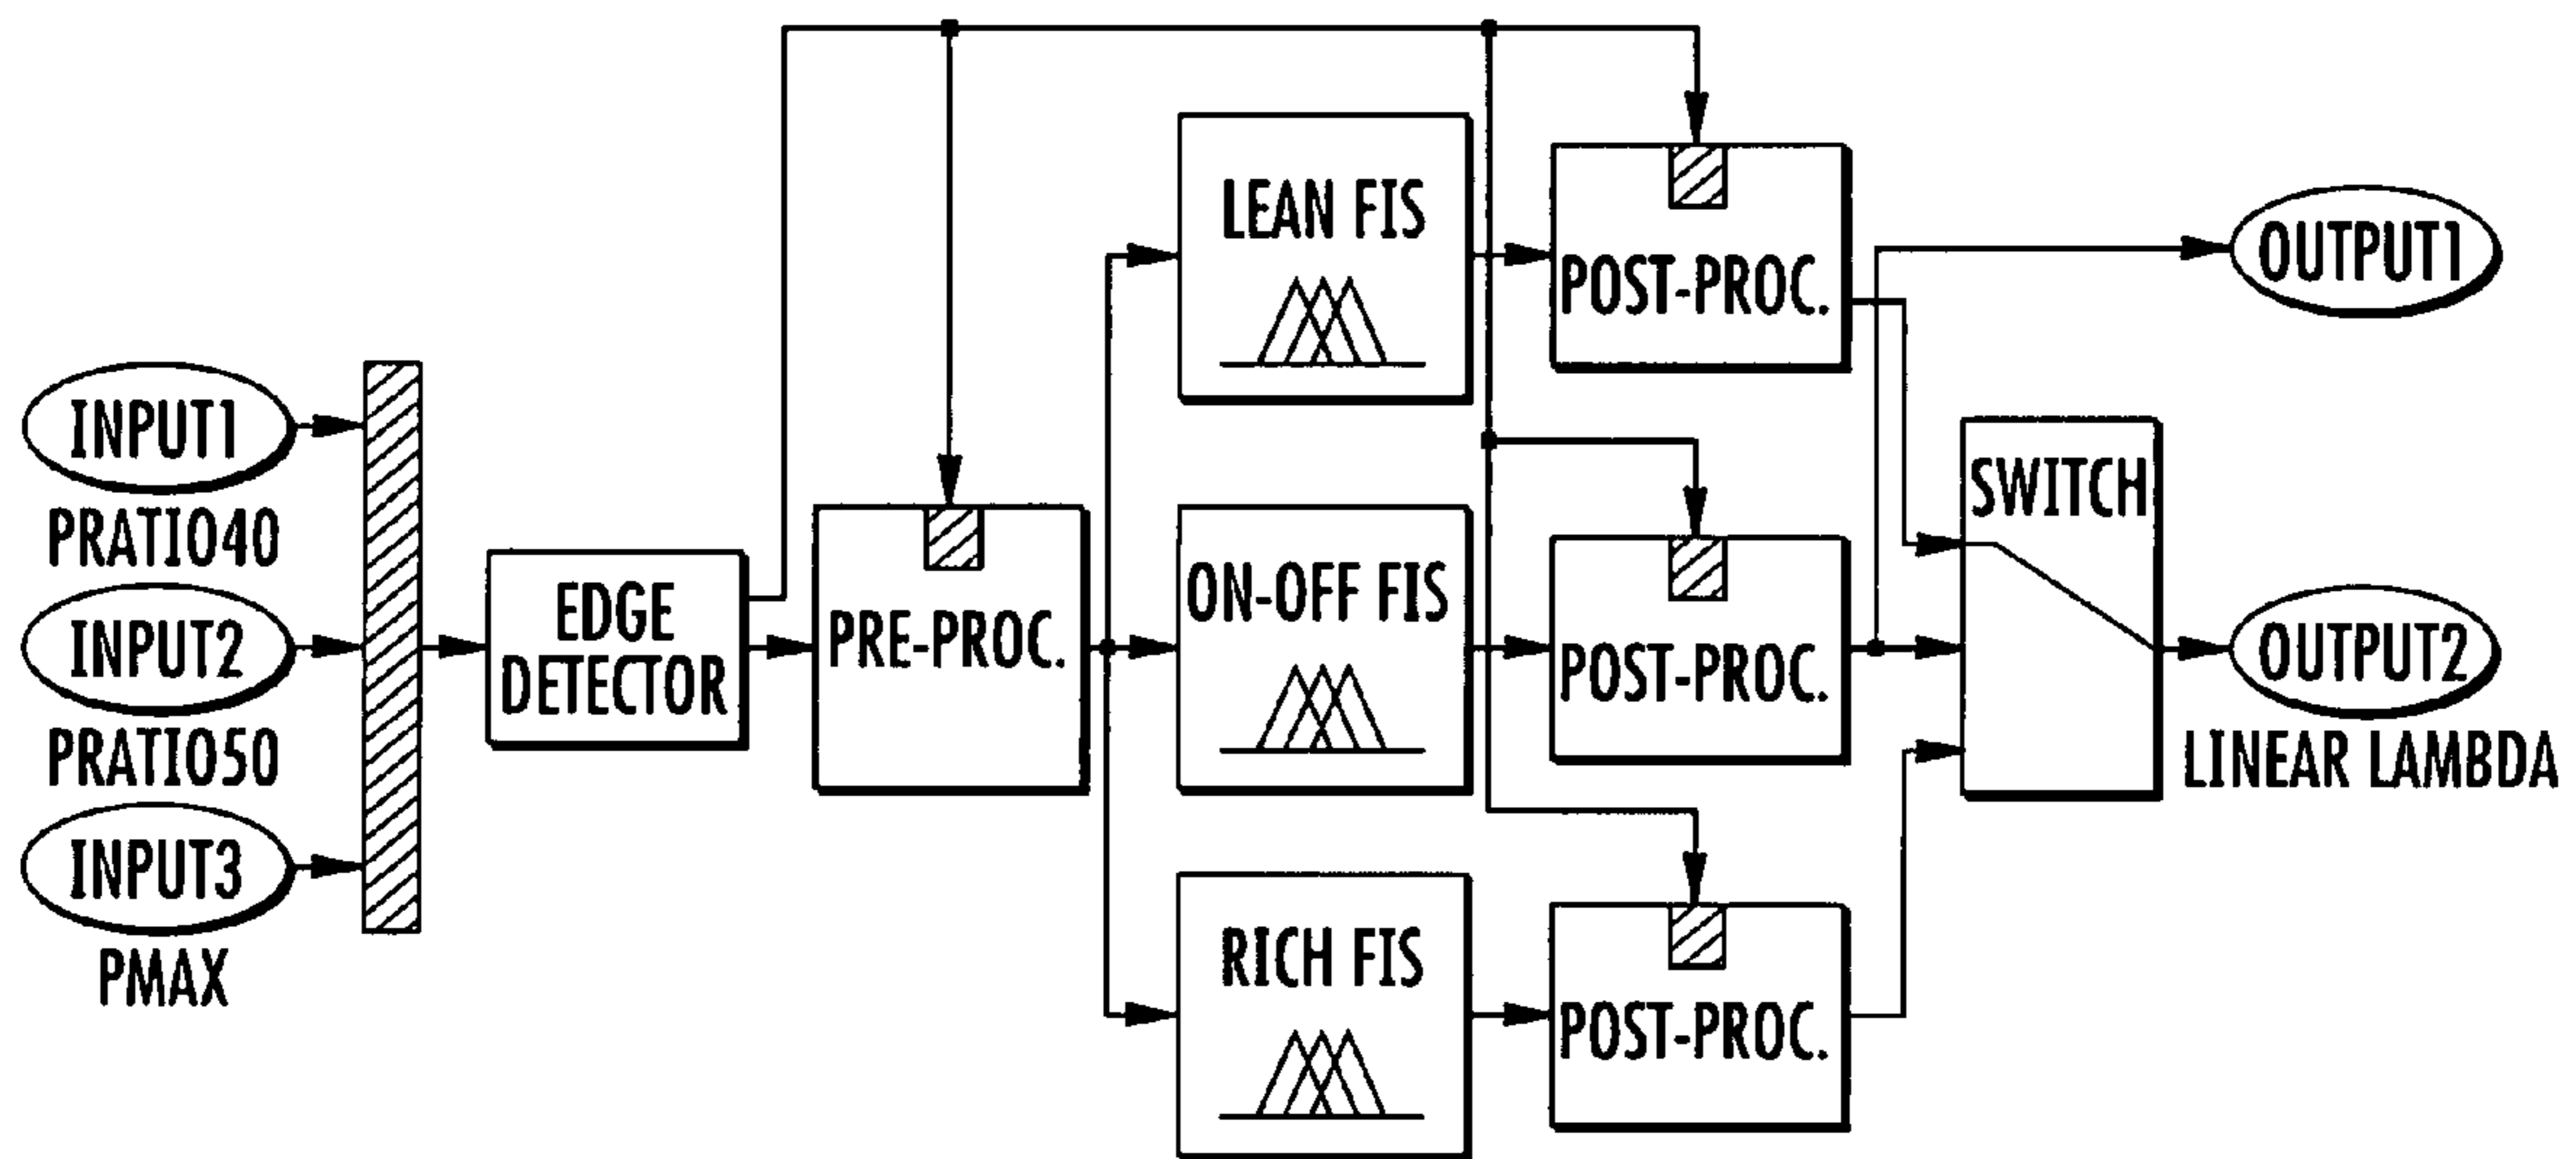 INPUT1
PRATIO40
INPUT2
PRATIO50
INPUT3
PMAX
EDGE
DETECTOR
PRE-PROC.
LEAN FIS
ON-OFF FIS
RICH FIS
POST-PROC.
POST-PROC.
POST-PROC.
SWITCH
OUTPUT1
OUTPUT2
LINEAR LAMBDA